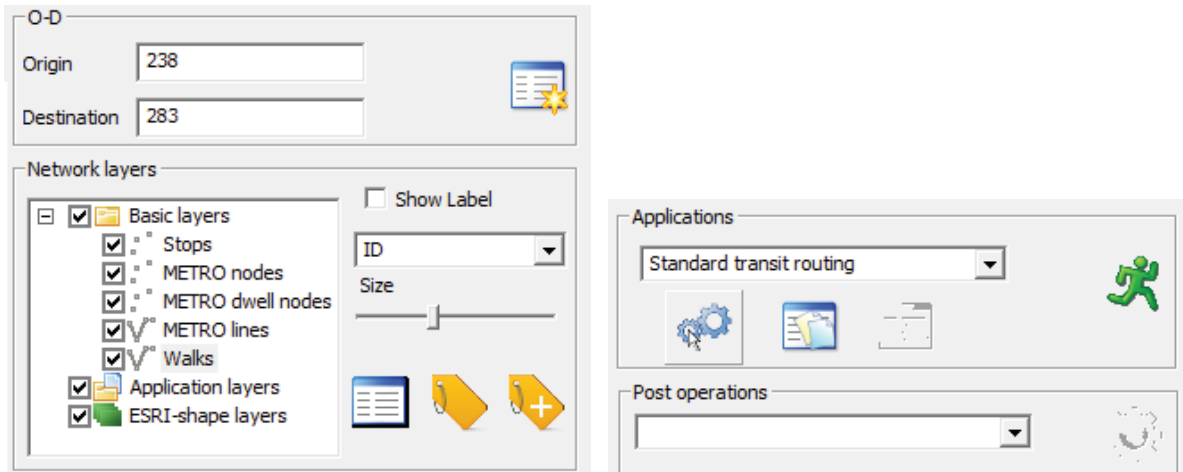 O-D
Origin 238
Destination 283
Network layers
Basic layers
Stops
METRO nodes
METRO dwell nodes
METRO lines
Walks
Application layers
ESRI-shape layers
Show Label
ID
Size
Applications
Standard transit routing
Post operations